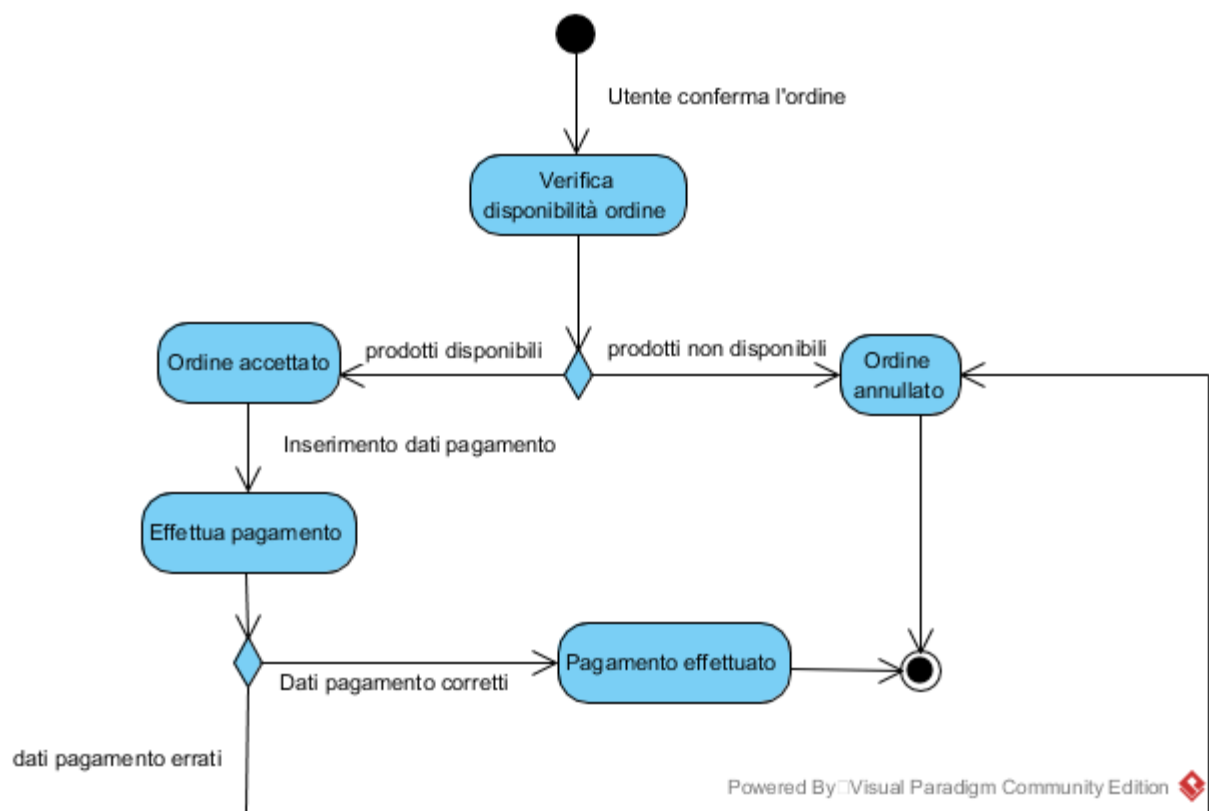 Utente conferma l'ordine
Verifica
disponibilità ordine
prodotti disponibili
prodotti non disponibili
Ordine accettato
Ordine
annullato
Inserimento dati pagamento
Effettua pagamento
Pagamento effettuato
Dati pagamento corretti
dati pagamento errati
Powered By Visual Paradigm Community Edition